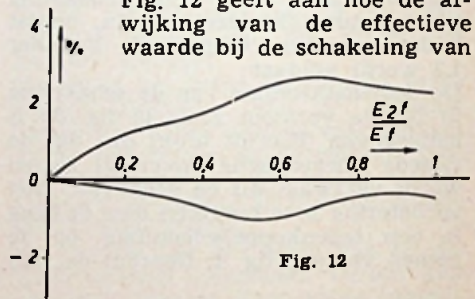 Fig. 12 geeft aan hoe de af-
wijking van de effectieve
waarde bij de schakeling van
4
%
2
E2f
Ef
0,2 0,4 0,6 0,8 1
0
-2
Fig. 12